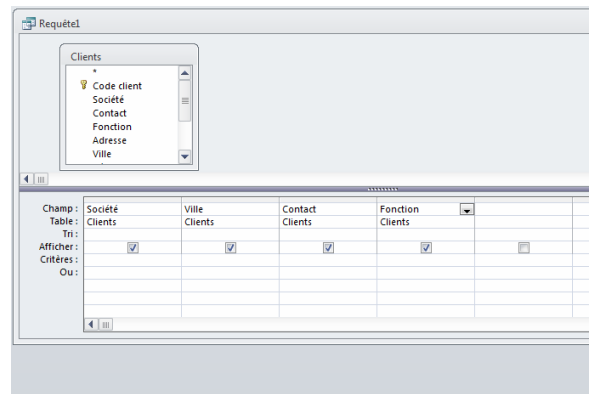 Requête1
Clients
*
Code client
Société
Contact
Fonction
Adresse
Ville
Champ : Société Ville Contact Fonction
Table : Clients Clients Clients Clients
Tri :
Afficher :
Critères :
Ou :